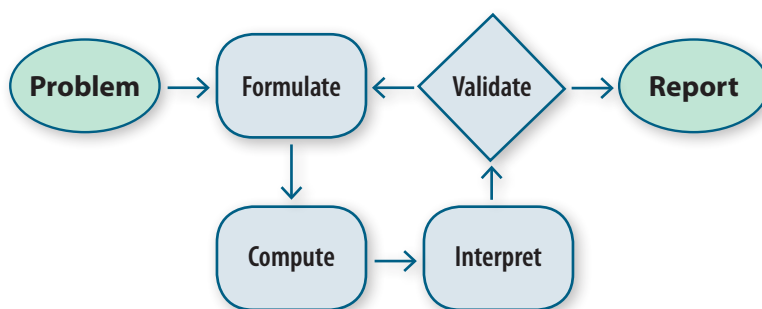 Problem
Formulate
Validate
Report
Compute
Interpret